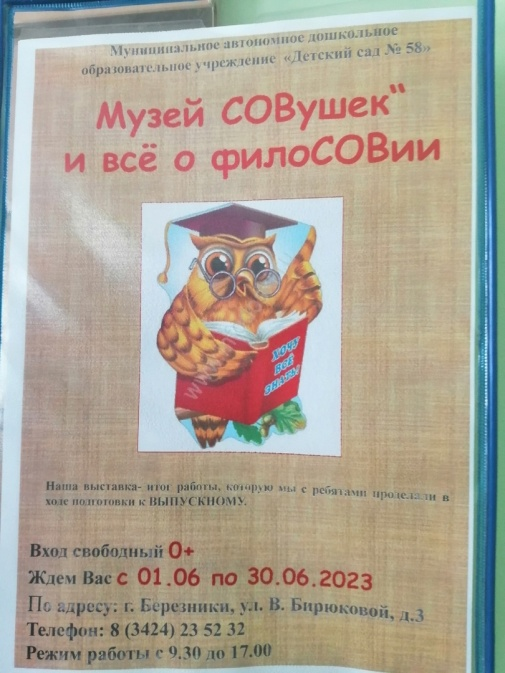 Муниципальное автономное дошкольное
образовательное учреждение «Детский сад № 58»
Музей СОВушек“
и всё о филоСОВии
ХОЧУ
ВСЁ
ЗНАТЬ!
Наша выставка- итог работы, которую мы с ребятами проделали в
ходе подготовки к ВЫПУСКНОМУ.
Вход свободный 0+
Ждем Вас с 01.06 по 30.06.2023
По адресу: г. Березники, ул. В. Бирюковой, д.3
Телефон: 8 (3424) 23 52 32
Режим работы с 9.30 до 17.00